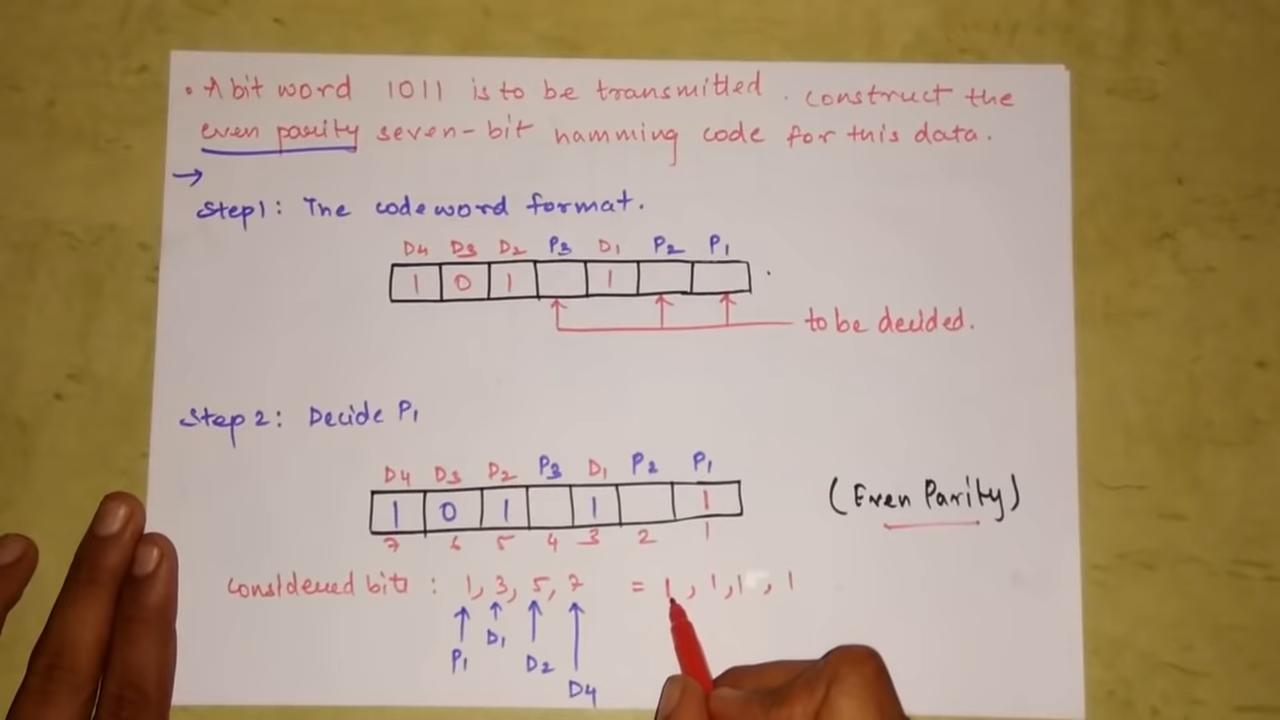 • A bit word 1011 is to be transmitted. construct the
even parity seven-bit hamming code for this data.
→
Step1: The codeword format.
D4 D3 D2 P3 D1 P2 P1
1 0 1 1
to be decided.
Step 2: Decide P1
D4 D3 D2 P3 D1 P2 P1
1 0 1 1 1
(Even Parity)
7 6 5 4 3 2 1
considered bits : 1, 3, 5, 7 = 1, 1, 1, 1
P1 D1 D2 D4